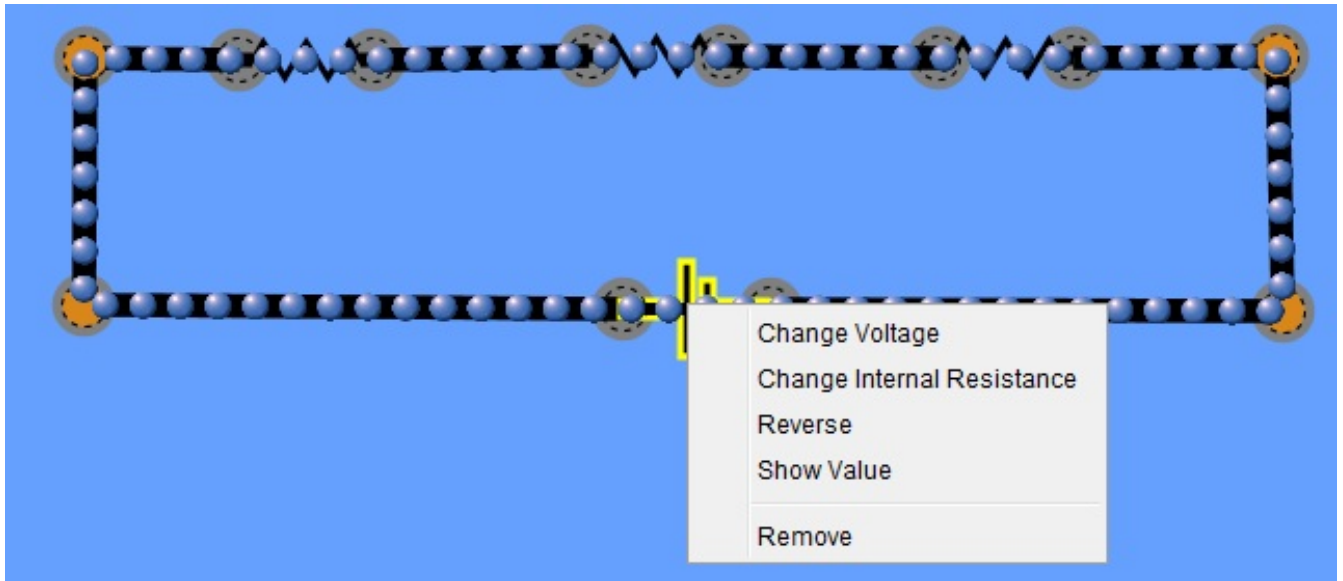 Change Voltage
Change Internal Resistance
Reverse
Show Value
Remove